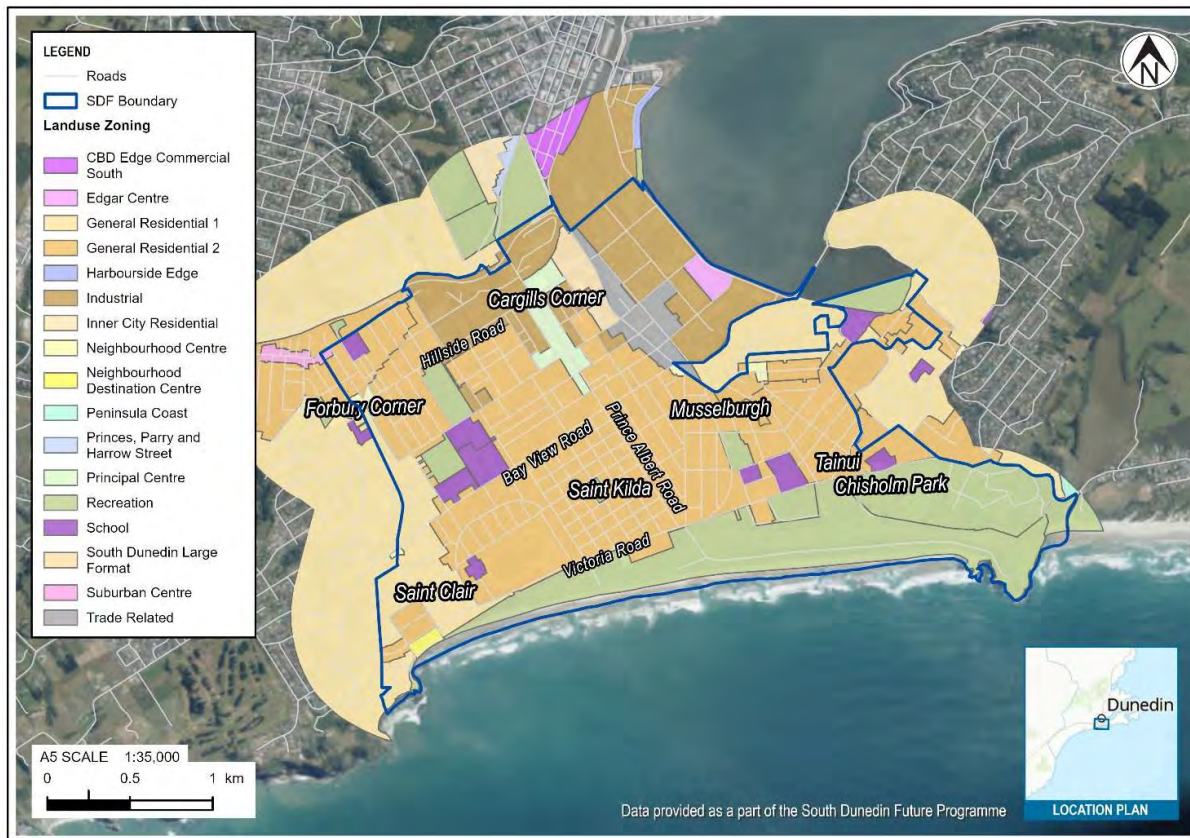 LEGEND
Roads
SDF Boundary
Landuse Zoning
CBD Edge Commercial
South
Edgar Centre
General Residential 1
General Residential 2
Harbourside Edge
Industrial
Inner City Residential
Neighbourhood Centre
Neighbourhood
Destination Centre
Peninsula Coast
Princes, Parry and
Harrow Street
Principal Centre
Recreation
School
South Dunedin Large
Format
Suburban Centre
Trade Related
N
Cargills Corner
Hillside Road
Forbury Corner
Musselburgh
Prince Albert Road
Bay View Road
Tainui
Saint Kilda
Chisholm Park
Victoria Road
Saint Clair
A5 SCALE 1:35,000
0 0.5 1 km
Data provided as a part of the South Dunedin Future Programme
Dunedin
LOCATION PLAN